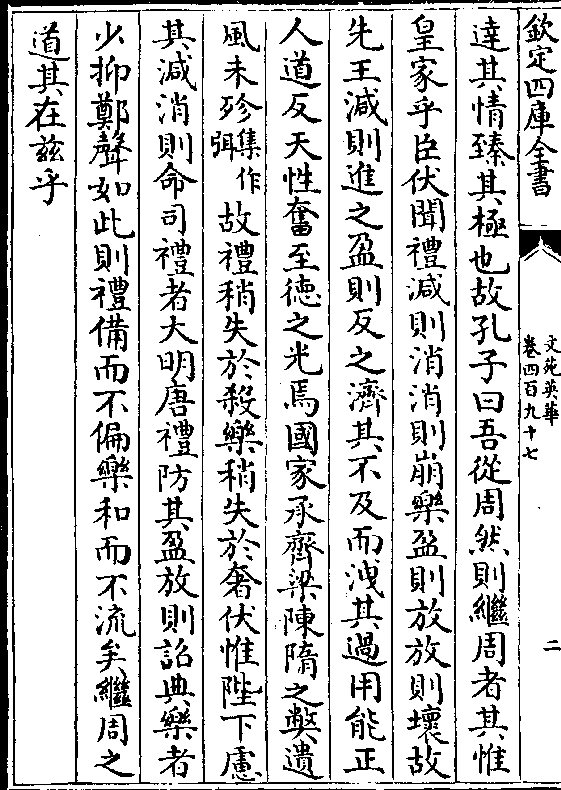 欽定四庫全書
文苑英華
卷四百九十七
二
達其情臻其極也故孔子曰吾從周然則繼周者其惟
皇家乎臣伏聞禮減則消消則崩樂盈則放放則壞故
先王減則進之盈則反之濟其不及而洩其過用能正
人道反天性奮至德之光焉國家承齊梁陳隋之弊遺
風未殄集作弭故禮稍失於殺樂稍失於奢伏惟陛下慮
其減消則命司禮者大明唐禮防其盈放則詔典樂者
少抑鄭聲如此則禮備而不偏樂和而不流矣繼周之
道其在茲乎